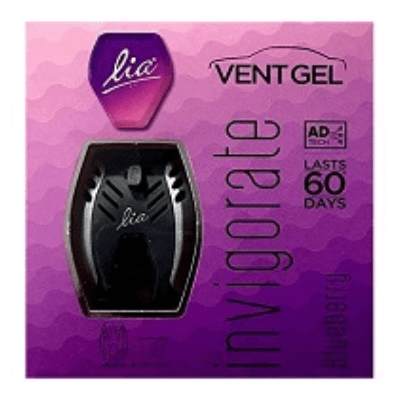 lia
VENT GEL
AD
TECH
LASTS
60
DAYS
lia
invigorate
Blueberry